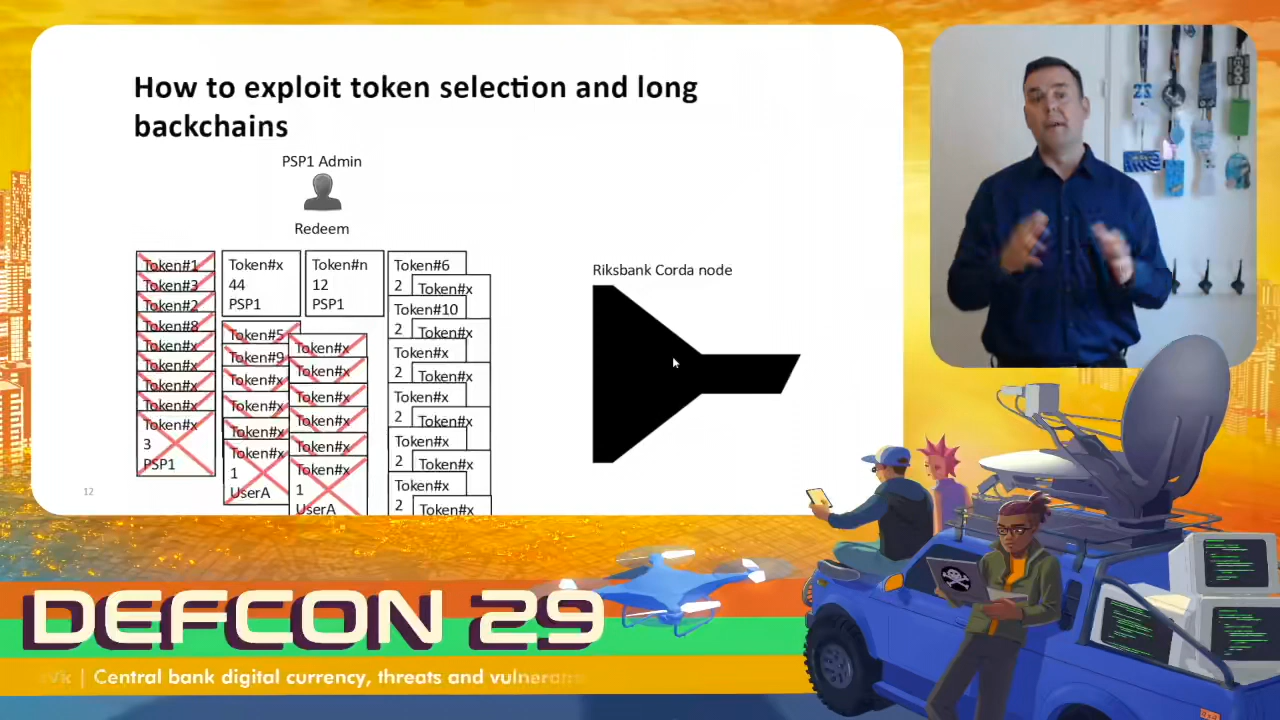 How to exploit token selection and long
backchains
PSP1 Admin
Redeem
Token#1
Token#3
Token#2
Token#8
Token#x
Token#x
Token#x
Token#x
Token#x
3
PSP1
Token#x
44
PSP1
Token#n
12
PSP1
Token#5
Token#9
Token#x
Token#x
Token#x
Token#x
1
UserA
Token#x
Token#x
Token#x
Token#x
Token#x
Token#x
1
UserA
Token#6
2 Token#x
Token#10
2 Token#x
Token#x
2 Token#x
Token#x
2 Token#x
Token#x
2 Token#x
Token#x
2 Token#x
Riksbank Corda node
12
DEFCON 29
| Central bank digital currency, threats and